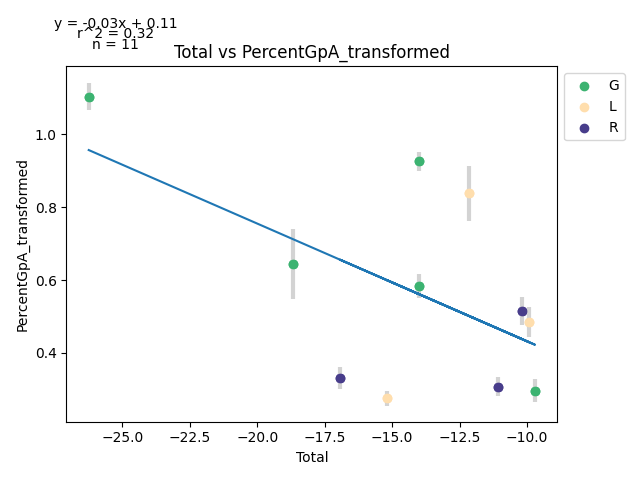 y = -0.03x + 0.11
r^2 = 0.32
n = 11
Total vs PercentGpA_transformed
G
L
R
PercentGpA_transformed
1.0
0.8
0.6
0.4
−25.0 −22.5 −20.0 −17.5 −15.0 −12.5 −10.0
Total